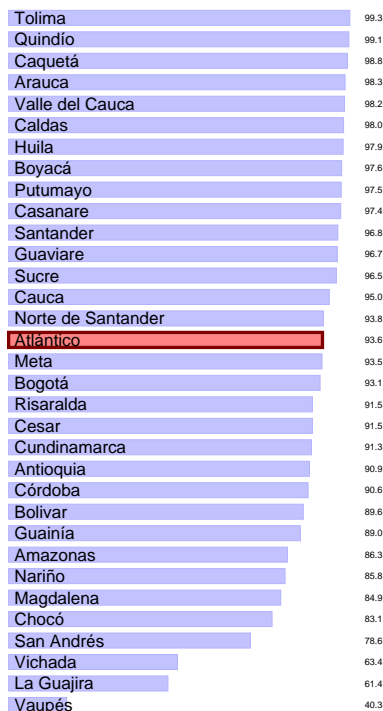 Tolima 99.3
Quindío 99.1
Caquetá 98.8
Arauca 98.3
Valle del Cauca 98.2
Caldas 98.0
Huila 97.9
Boyacá 97.6
Putumayo 97.5
Casanare 97.4
Santander 96.8
Guaviare 96.7
Sucre 96.5
Cauca 95.0
Norte de Santander 93.8
Atlántico 93.6
Meta 93.5
Bogotá 93.1
Risaralda 91.5
Cesar 91.5
Cundinamarca 91.3
Antioquia 90.9
Córdoba 90.6
Bolivar 89.6
Guainía 89.0
Amazonas 86.3
Nariño 85.8
Magdalena 84.9
Chocó 83.1
San Andrés 78.6
Vichada 63.4
La Guajira 61.4
Vaupés 40.3